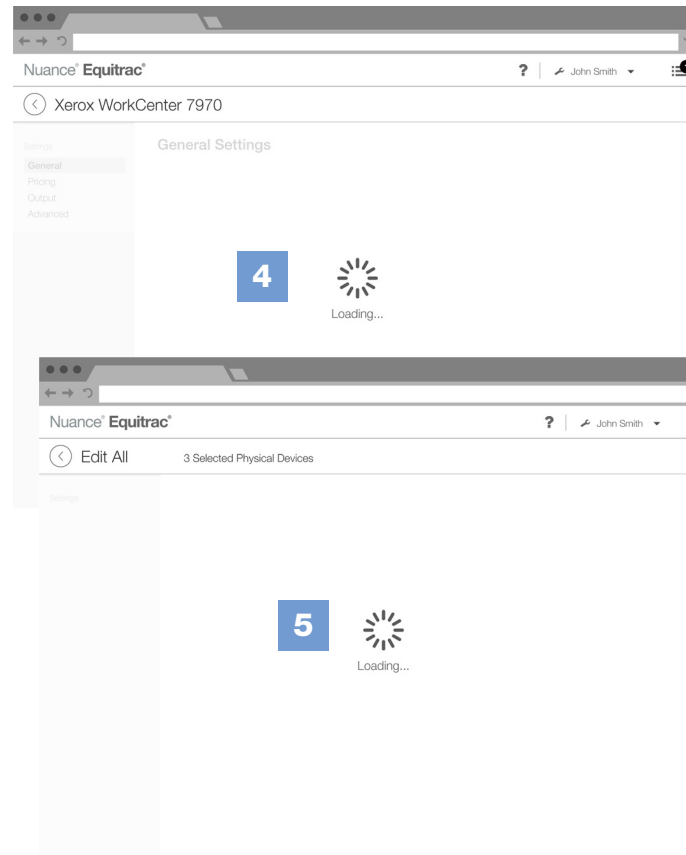 Nuance® Equitrac®
? John Smith
Xerox WorkCenter 7970
Settings
General Settings
General
Pricing
Output
Advanced
4
Loading...
Nuance® Equitrac®
? John Smith
Edit All 3 Selected Physical Devices
Settings
5
Loading...